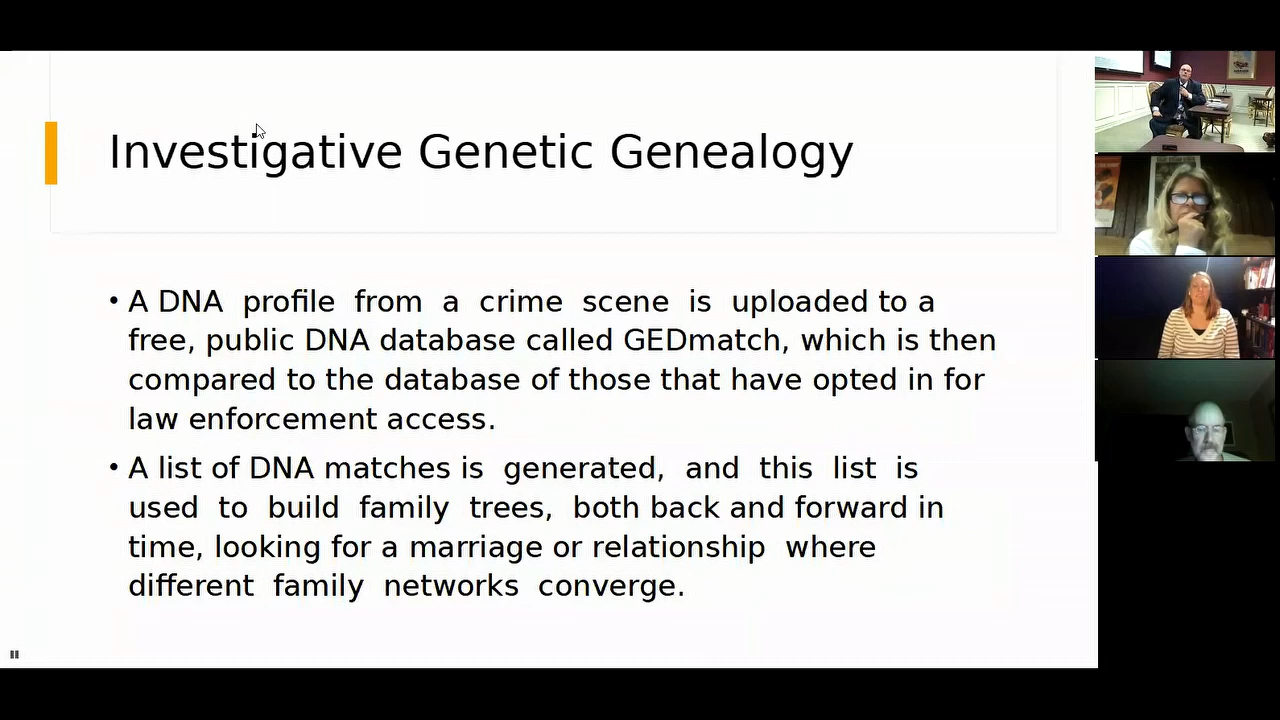 Investigative Genetic Genealogy
• A DNA profile from a crime scene is uploaded to a
free, public DNA database called GEDmatch, which is then
compared to the database of those that have opted in for
law enforcement access.
• A list of DNA matches is generated, and this list is
used to build family trees, both back and forward in
time, looking for a marriage or relationship where
different family networks converge.